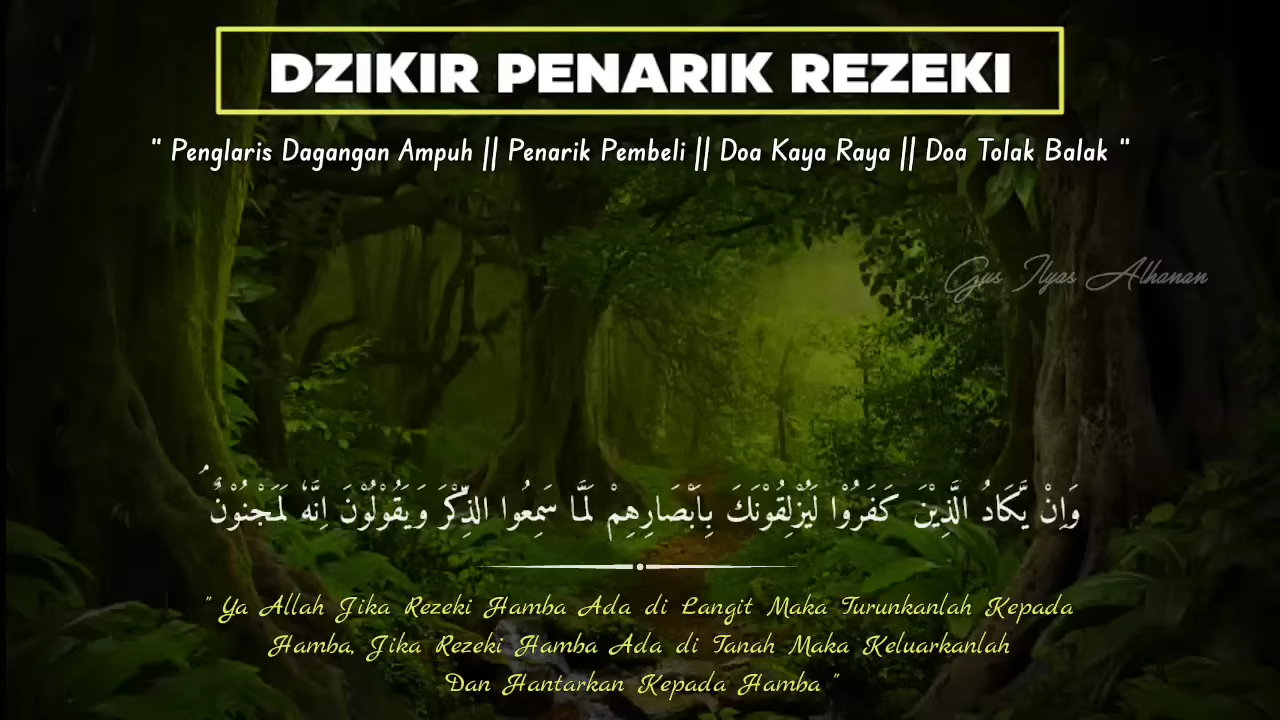 DZIKIR PENARIK REZEKI
" Penglaris Dagangan Ampuh || Penarik Pembeli || Doa Kaya Raya || Doa Tolak Balak "
Gus Ilyas Alhanan
وَاِنْ يَّكَادُ الَّذِيْنَ كَفَرُوْا لَيُزْلِقُوْنَكَ بِاَبْصَارِهِمْ لَمَّا سَمِعُوا الذِّكْرَ وَيَقُوْلُوْنَ اِنَّهٗ لَمَجْنُوْنٌ ۘ
" Ya Allah Jika Rezeki Hamba Ada di Langit Maka Turunkanlah Kepada
Hamba, Jika Rezeki Hamba Ada di Tanah Maka Keluarkanlah
Dan Hantarkan Kepada Hamba "